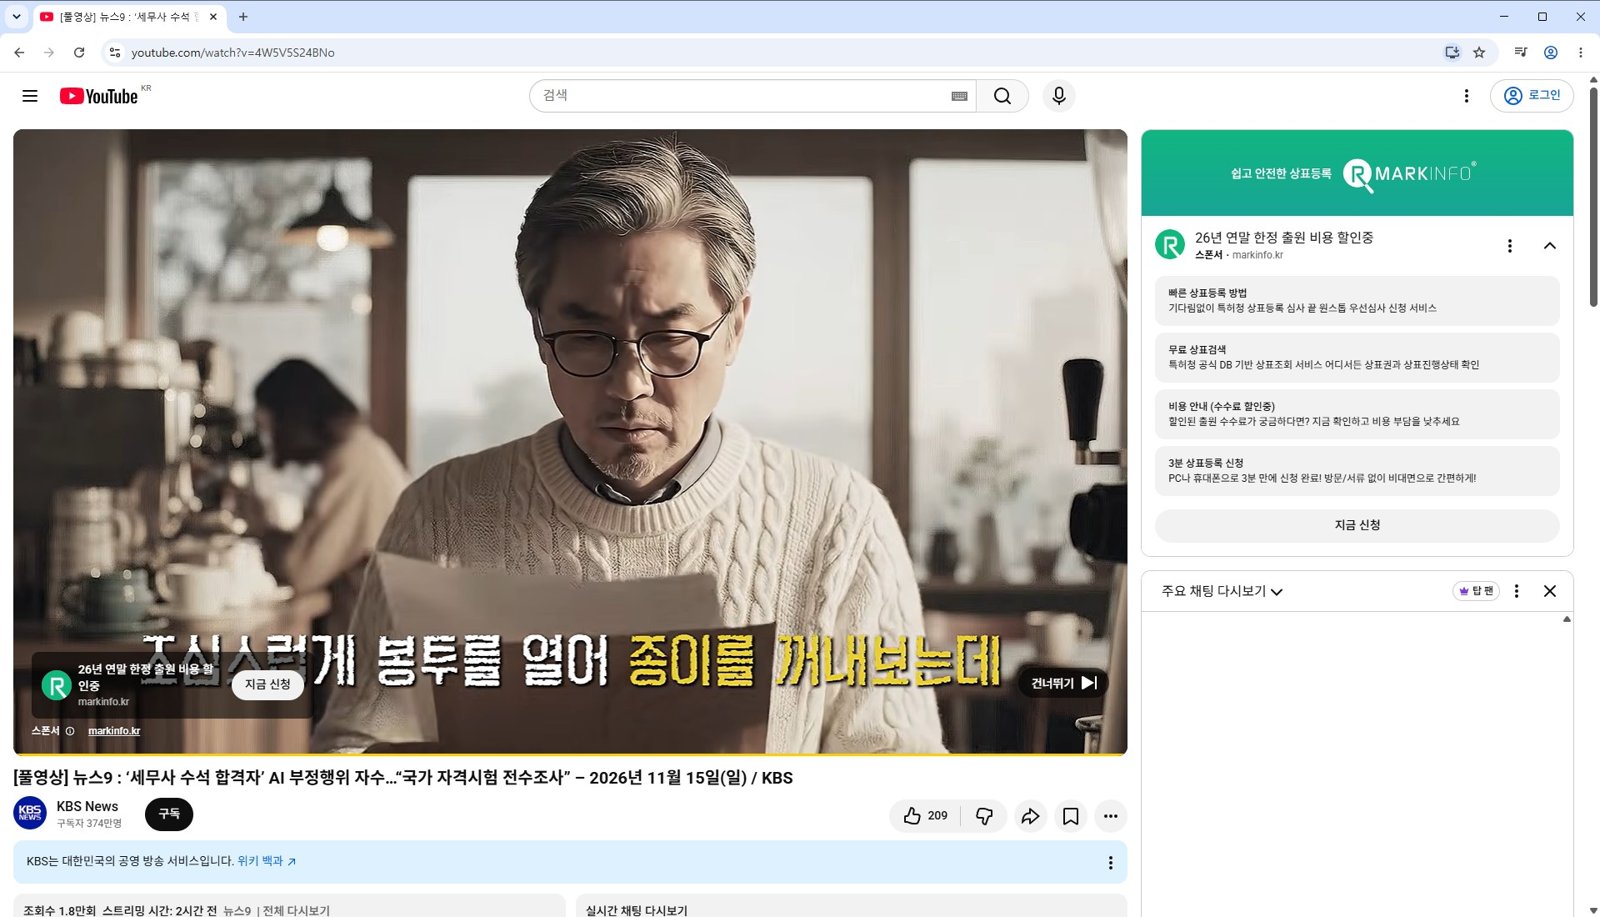 [풀영상] 뉴스9 : ‘세무사 수석 합
youtube.com/watch?v=4W5V5S24BNo
YouTube KR
검색
로그인
조심스럽게 봉투를 열어 종이를 꺼내보는데
26년 연말 한정 출원 비용 할
인중
markinfo.kr
지금 신청
건너뛰기
스폰서
markinfo.kr
[풀영상] 뉴스9 : ‘세무사 수석 합격자’ AI 부정행위 자수…“국가 자격시험 전수조사” – 2026년 11월 15일(일) / KBS
KBS NEWS
KBS News
구독자 374만명
구독
209
KBS는 대한민국의 공영 방송 서비스입니다. 위키 백과
조회수 1.8만회 스트리밍 시간: 2시간 전 뉴스9 | 전체 다시보기
실시간 채팅 다시보기
쉽고 안전한 상표등록 MARKINFO®
26년 연말 한정 출원 비용 할인중
스폰서 · markinfo.kr
빠른 상표등록 방법
기다림없이 특허청 상표등록 심사 끝 원스톱 우선심사 신청 서비스
무료 상표검색
특허청 공식 DB 기반 상표조회 서비스 어디서든 상표권과 상표진행상태 확인
비용 안내 (수수료 할인중)
할인된 출원 수수료가 궁금하다면? 지금 확인하고 비용 부담을 낮추세요
3분 상표등록 신청
PC나 휴대폰으로 3분 만에 신청 완료! 방문/서류 없이 비대면으로 간편하게!
지금 신청
주요 채팅 다시보기
탑 팬